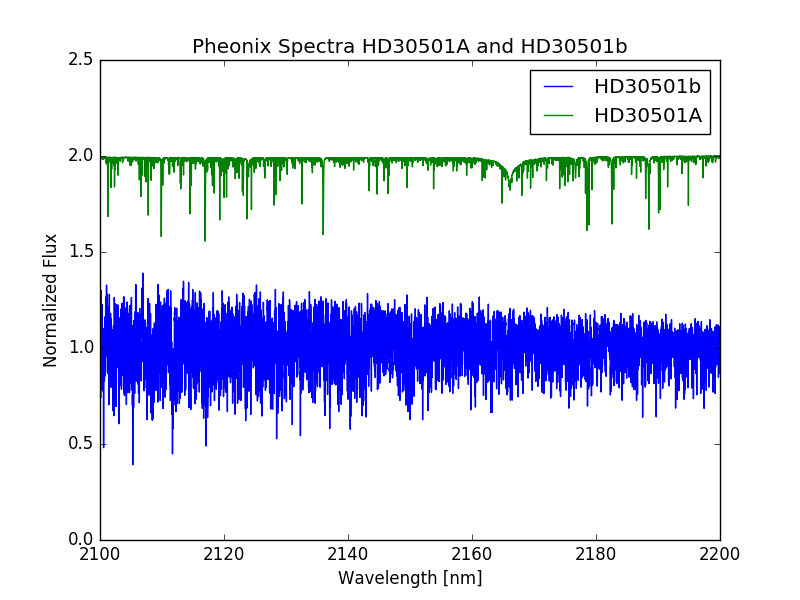 Pheonix Spectra HD30501A and HD30501b
HD30501b
HD30501A
2.5
2.0
1.5
1.0
0.5
0.0
Normalized Flux
2100
2120
2140
2160
2180
2200
Wavelength [nm]